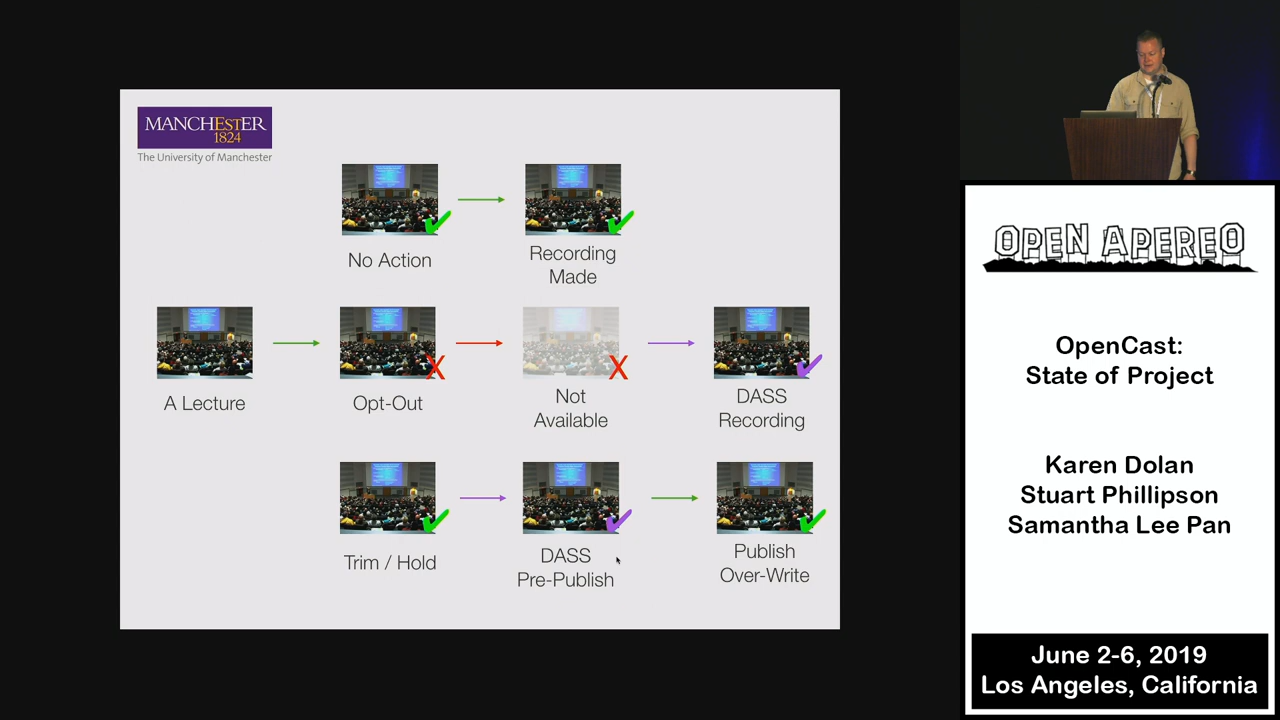 MANCHESTER
1824
The University of Manchester
No Action
Recording
Made
A Lecture
Opt-Out
X
Not
Available
X
DASS
Recording
Trim / Hold
DASS
Pre-Publish
Publish
Over-Write
OPEN APEREO
OpenCast:
State of Project
Karen Dolan
Stuart Phillipson
Samantha Lee Pan
June 2-6, 2019
Los Angeles, California